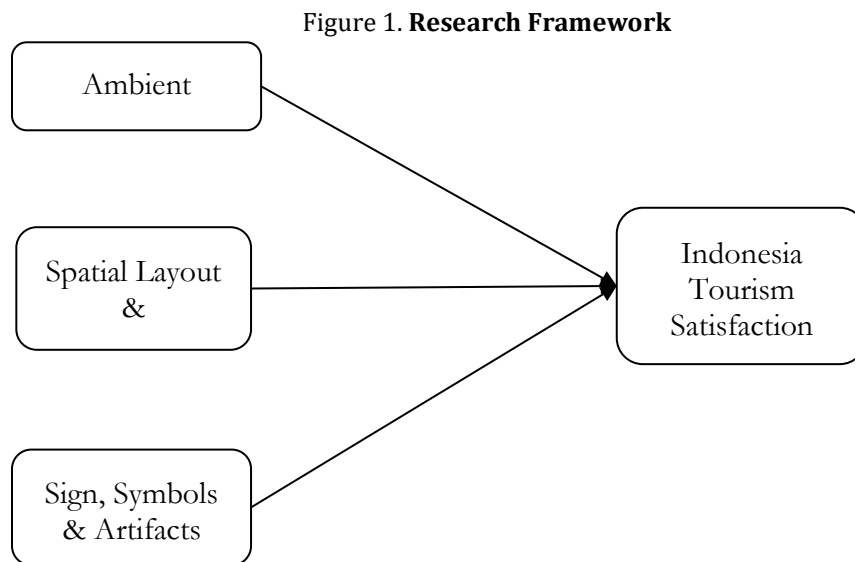 Figure 1. Research Framework
Ambient
Spatial Layout
&
Sign, Symbols
& Artifacts
Indonesia
Tourism
Satisfaction